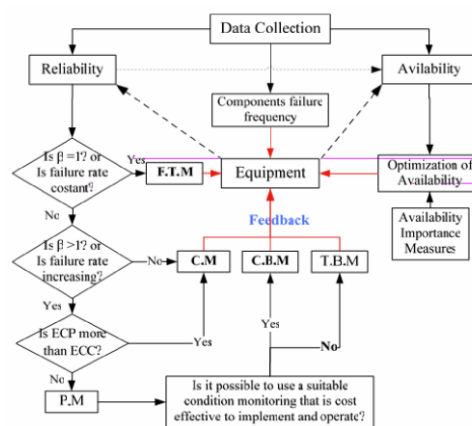 Data Collection
Reliability
Avilability
Components failure
frequency
Is β =1? or
Is failure rate
costant?
Yes
F.T.M
Equipment
Optimization of
Availability
No
Feedback
Availability
Importance
Measures
Is β >1? or
Is failure rate
increasing?
No
C.M
C.B.M
T.B.M
Yes
Is ECP more
than ECC?
Yes
Yes
No
No
P.M
Is it possible to use a suitable
condition monitoring that is cost
effective to implement and operate?